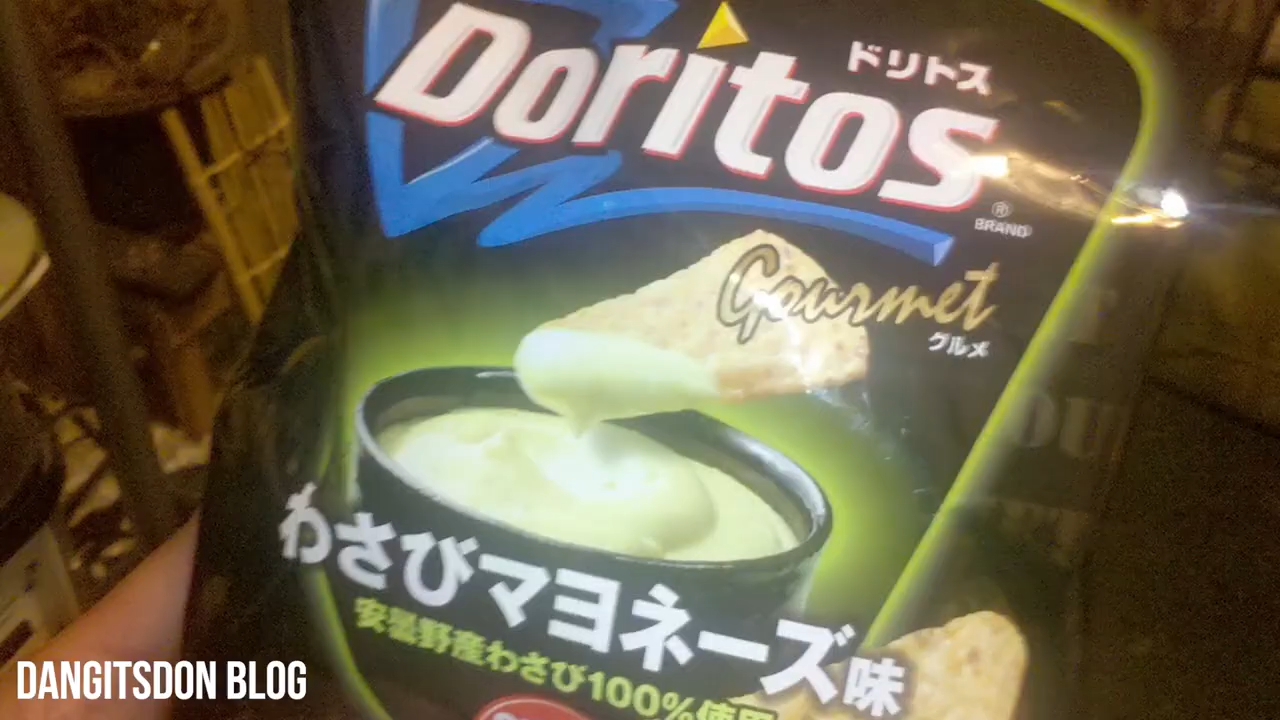 Doritos
ドリトス
®
BRAND
Gourmet
グルメ
わさびマヨネーズ味
安曇野産わさび100%使用
DANGITSDON BLOG